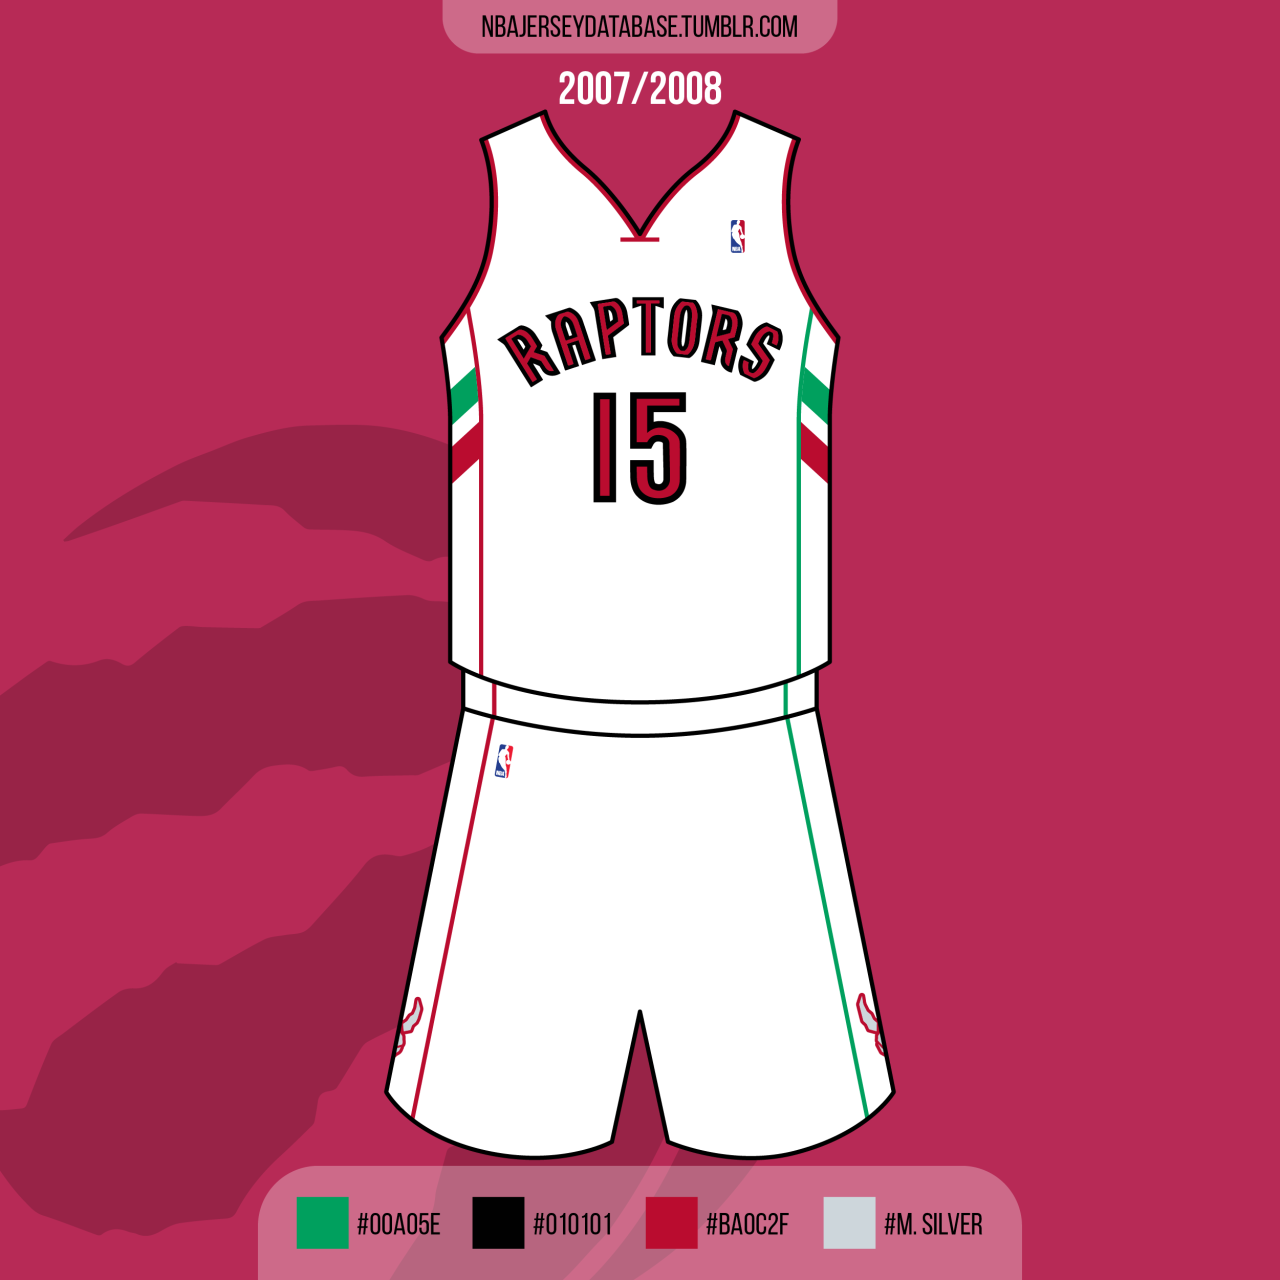 NBAJERSEYDATABASE.TUMBLR.COM
2007/2008
RAPTORS
15
#00A05E #010101 #BA0C2F #M. SILVER